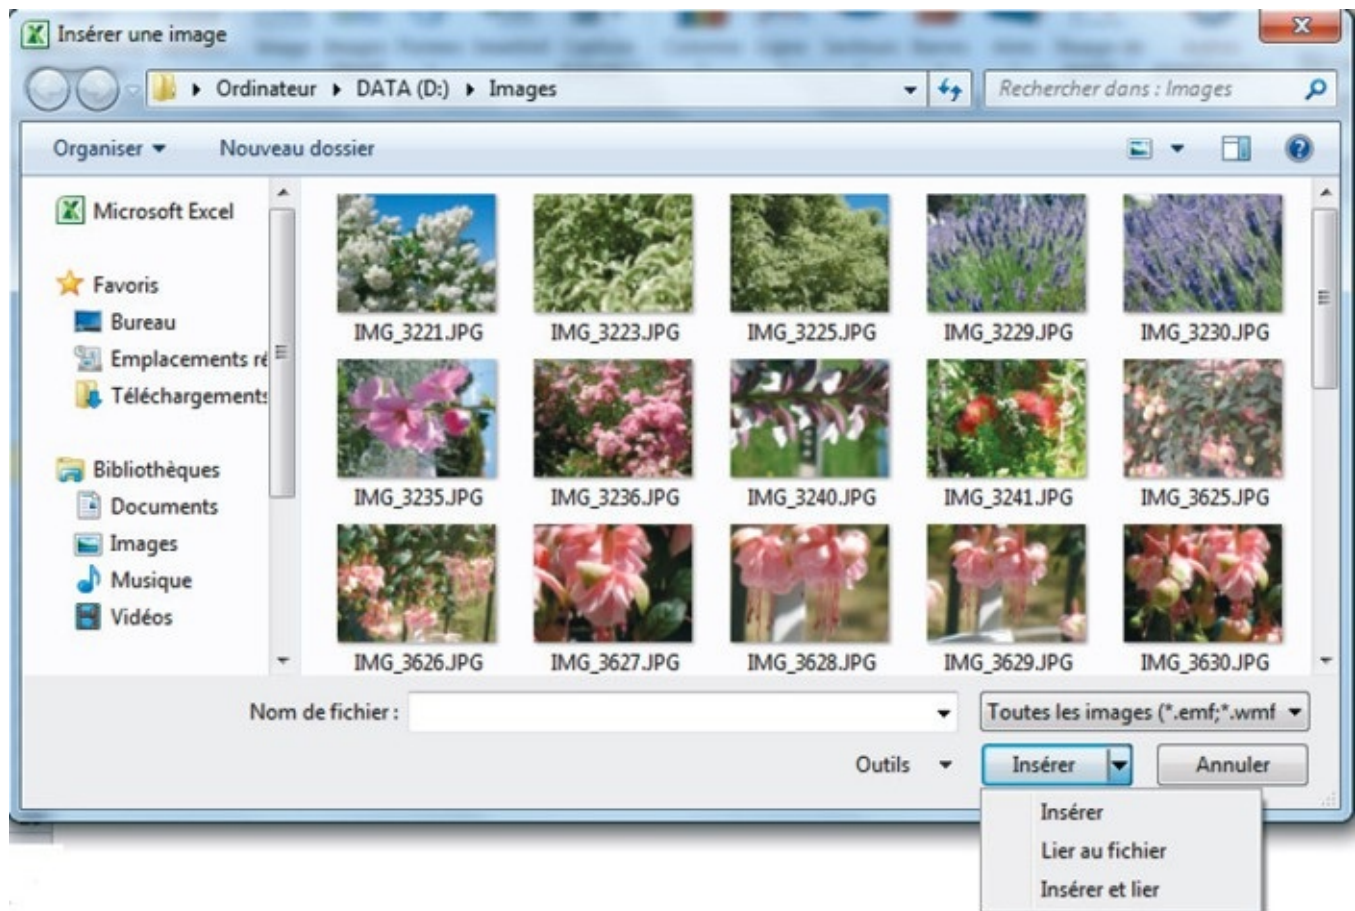 Insérer une image
Ordinateur DATA (D:) Images
Rechercher dans : Images
Organiser Nouveau dossier
Microsoft Excel
Favoris
Bureau
Emplacements ré
Téléchargements
Bibliothèques
Documents
Images
Musique
Vidéos
IMG_3221.JPG IMG_3223.JPG IMG_3225.JPG IMG_3229.JPG IMG_3230.JPG
IMG_3235.JPG IMG_3236.JPG IMG_3240.JPG IMG_3241.JPG IMG_3625.JPG
IMG_3626.JPG IMG_3627.JPG IMG_3628.JPG IMG_3629.JPG IMG_3630.JPG
Nom de fichier :
Toutes les images (*.emf;*.wmf
Outils Insérer Annuler
Insérer
Lier au fichier
Insérer et lier